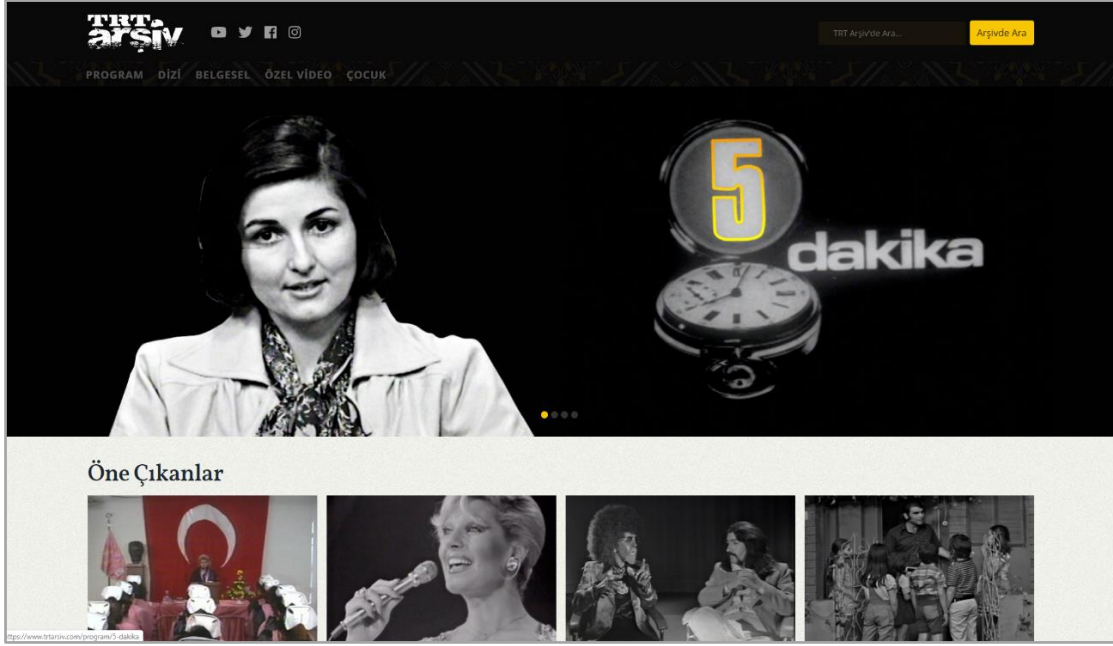 TRT
arşiv
TRT Arşiv'de Ara...
Arşivde Ara
PROGRAM DİZİ BELGESEL ÖZEL VİDEO ÇOCUK
5
dakika
Öne Çıkanlar
ttps://www.trtarsiv.com/program/5-dakika